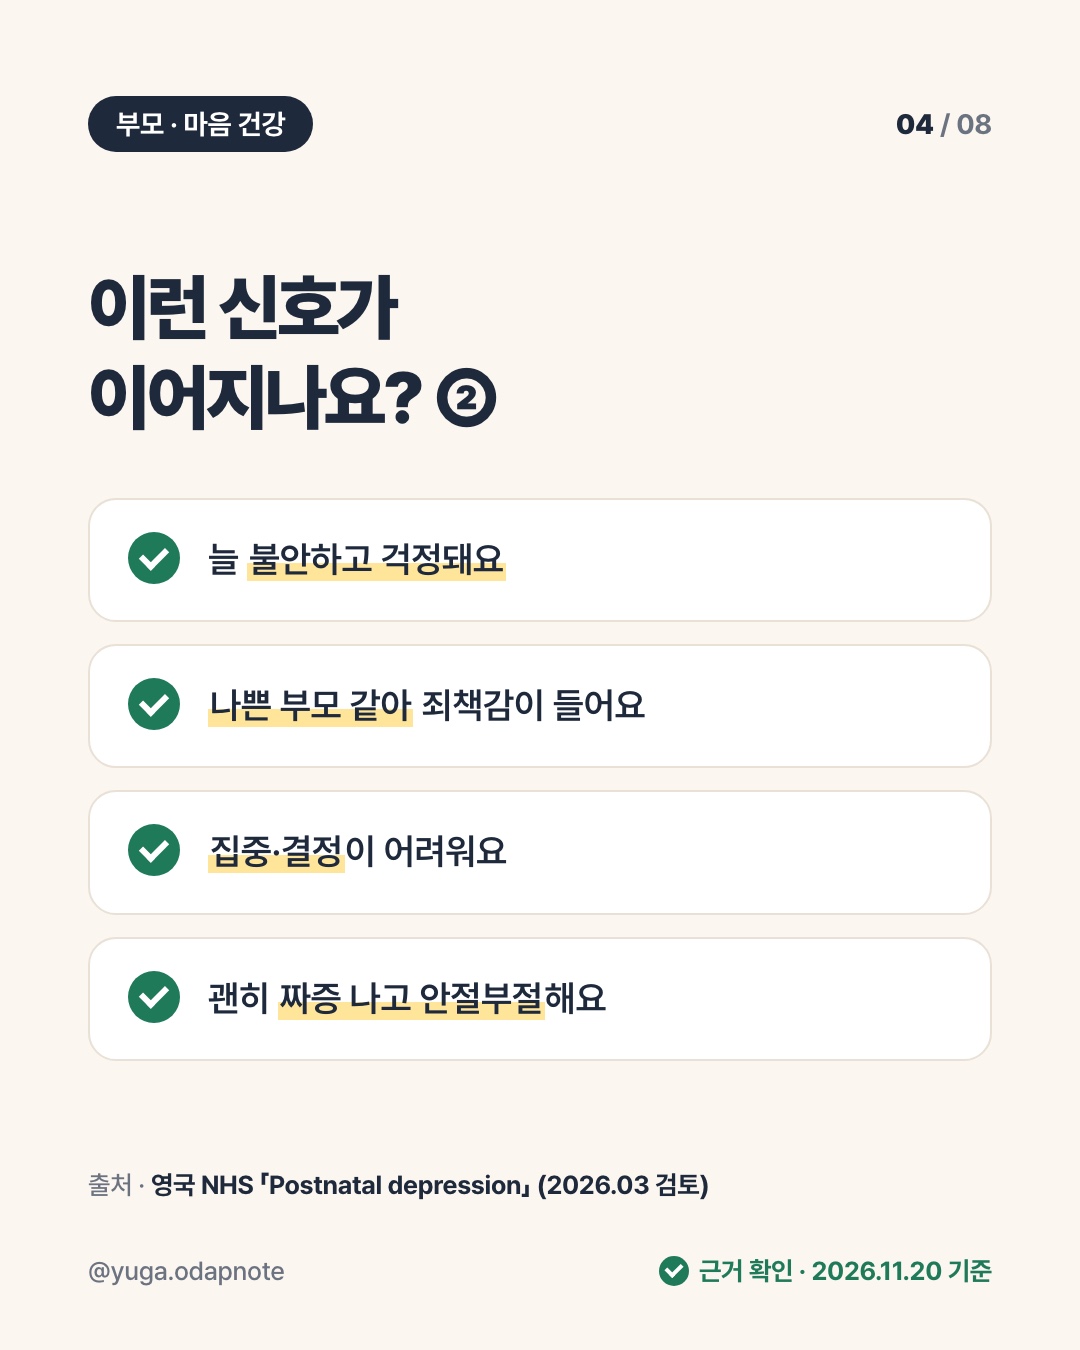 부모 · 마음 건강
04 / 08
이런 신호가
이어지나요? ②
늘 불안하고 걱정돼요
나쁜 부모 같아 죄책감이 들어요
집중·결정이 어려워요
괜히 짜증 나고 안절부절해요
출처 · 영국 NHS 「Postnatal depression」 (2026.03 검토)
@yuga.odapnote
근거 확인 · 2026.11.20 기준